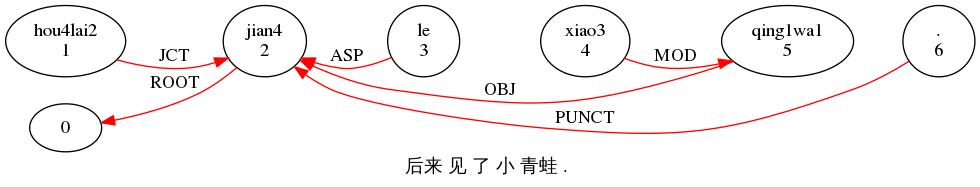 hou4lai2 jian4 le xiao3 qing1wa1 .
1 2 3 4 5 6
JCT ASP MOD
ROOT
OBJ
PUNCT
0
后来 见 了 小 青蛙 .